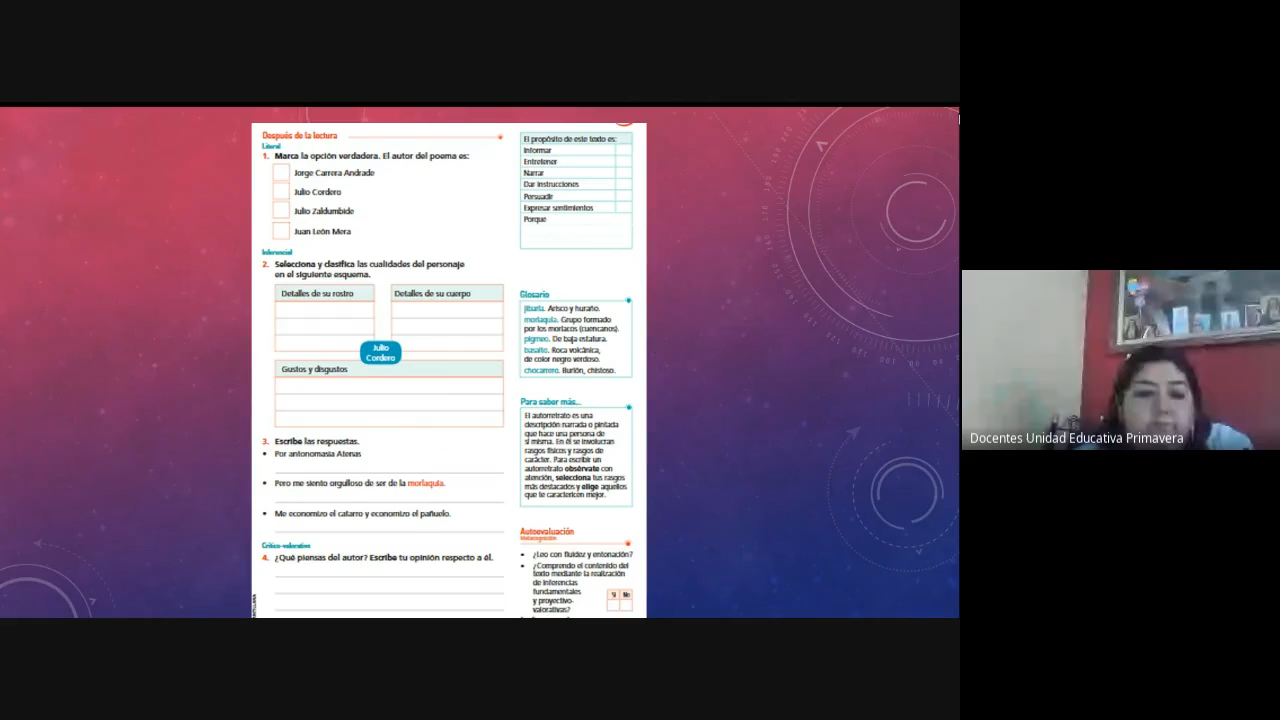 Después de la lectura
Literal
1. Marca la opción verdadera. El autor del poema es:
Jorge Carrera Andrade
Julio Cordero
Julio Zaldumbide
Juan León Mera
Inferencial
2. Selecciona y clasifica las cualidades del personaje
en el siguiente esquema.
Detalles de su rostro
Detalles de su cuerpo
Julio
Cordero
Gustos y disgustos
3. Escribe las respuestas.
• Por antonomasia Atenas
• Pero me siento orgulloso de ser de la morlaquía.
• Me economizo el catarro y economizo el pañuelo.
Crítico-valorativo
4. ¿Qué piensas del autor? Escribe tu opinión respecto a él.
SANTILLANA
El propósito de este texto es:
Informar
Entretener
Narrar
Dar instrucciones
Persuadir
Expresar sentimientos
Porque
Glosario
jibaría. Arisco y huraño.
morlaquía. Grupo formado
por los morlacos (cuencanos).
pigmeo. De baja estatura.
basalto. Roca volcánica,
de color negro verdoso.
chocarrero. Burlón, chistoso.
Para saber más...
El autorretrato es una
descripción narrada o pintada
que hace una persona de
sí misma. En él se involucran
rasgos físicos y rasgos de
carácter. Para escribir un
autorretrato obsérvate con
atención, selecciona tus rasgos
más destacados y elige aquellos
que te caractericen mejor.
Autoevaluación
Metacognición
• ¿Leo con fluidez y entonación?
• ¿Comprendo el contenido del
texto mediante la realización
de inferencias
fundamentales
y proyectivo-
valorativas?
Sí No
Docentes Unidad Educativa Primavera